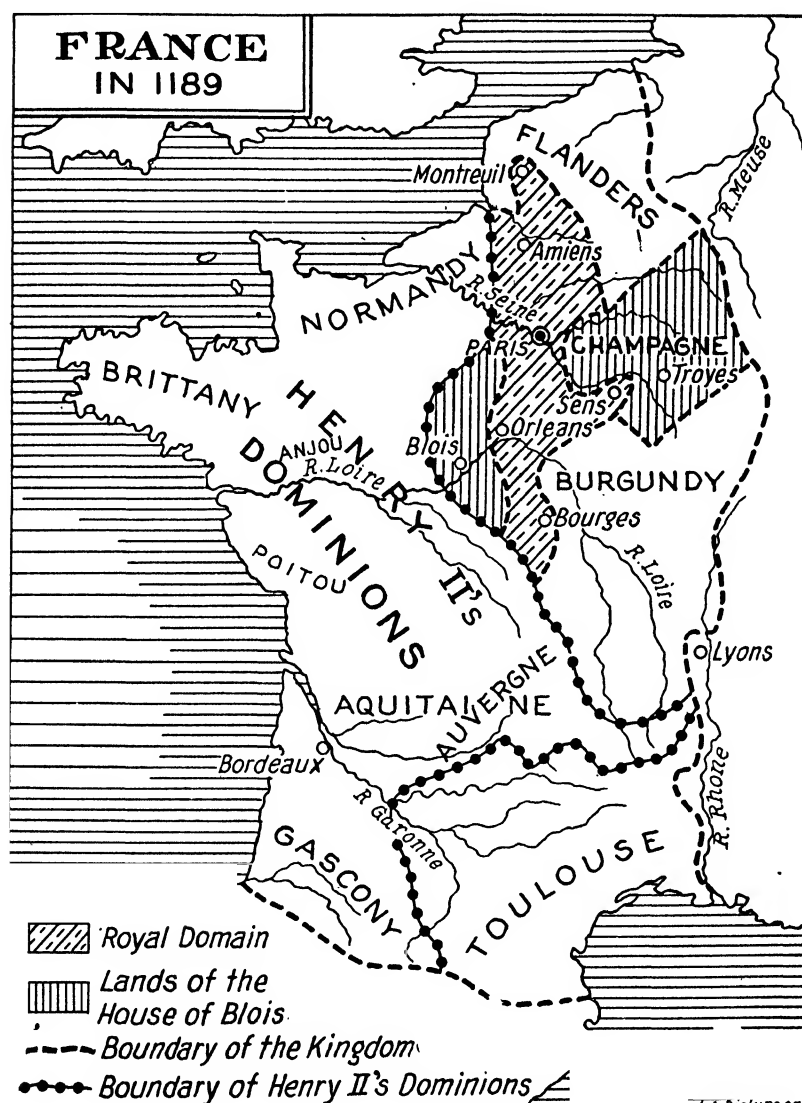 FRANCE
IN 1189
FLANDERS
Montreuil
R. Meuse
Amiens
NORMANDY
R. Seine
PARIS
CHAMPAGNE
Troyes
Sens
BRITTANY
HENRY II's
DOMINIONS
ANJOU
R. Loire
Blois
Orleans
BURGUNDY
Bourges
POITOU
R. Loire
Lyons
AQUITAINE
AUVERGNE
Bordeaux
R Garonne
R. Rhone
GASCONY
TOULOUSE
Royal Domain
Lands of the
House of Blois
Boundary of the Kingdom
Boundary of Henry II's Dominions